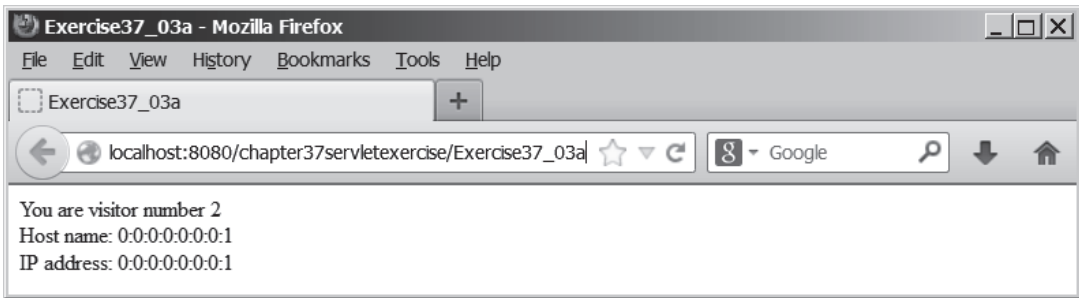 Exercise37_03a - Mozilla Firefox
File Edit View History Bookmarks Tools Help
Exercise37_03a +
localhost:8080/chapter37servletexercise/Exercise37_03a 8 Google
You are visitor number 2
Host name: 0:0:0:0:0:0:0:1
IP address: 0:0:0:0:0:0:0:1